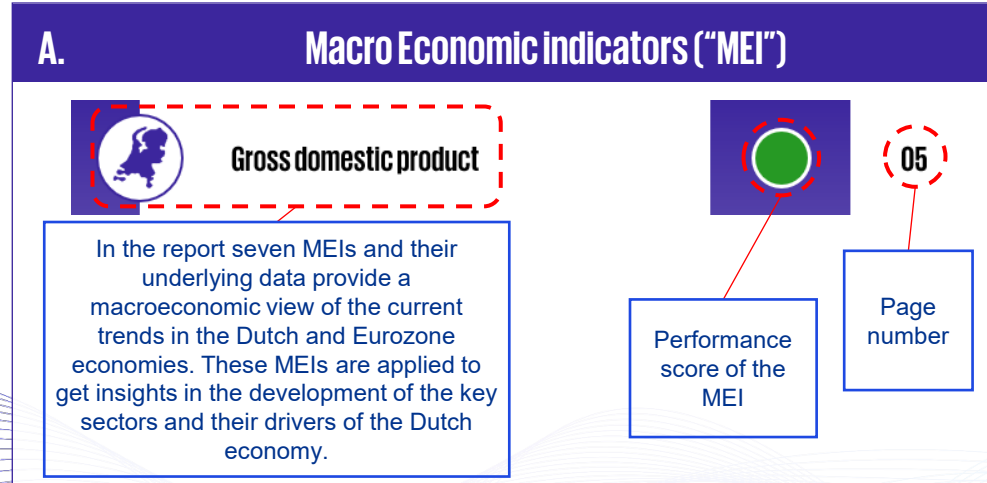 A.
Macro Economic indicators (“MEI”)
Gross domestic product
05
In the report seven MEIs and their
underlying data provide a
macroeconomic view of the current
trends in the Dutch and Eurozone
economies. These MEIs are applied to
get insights in the development of the key
sectors and their drivers of the Dutch
economy.
Performance
score of the
MEI
Page
number